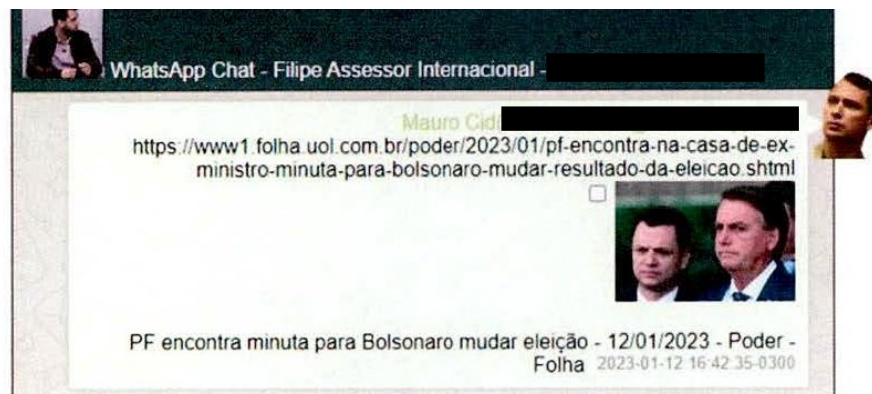 WhatsApp Chat - Filipe Assessor Internacional -
Mauro Cid
https://www1.folha.uol.com.br/poder/2023/01/pf-encontra-na-casa-de-ex-
ministro-minuta-para-bolsonaro-mudar-resultado-da-eleicao.shtml
PF encontra minuta para Bolsonaro mudar eleição - 12/01/2023 - Poder -
Folha 2023-01-12 16:42:35-0300